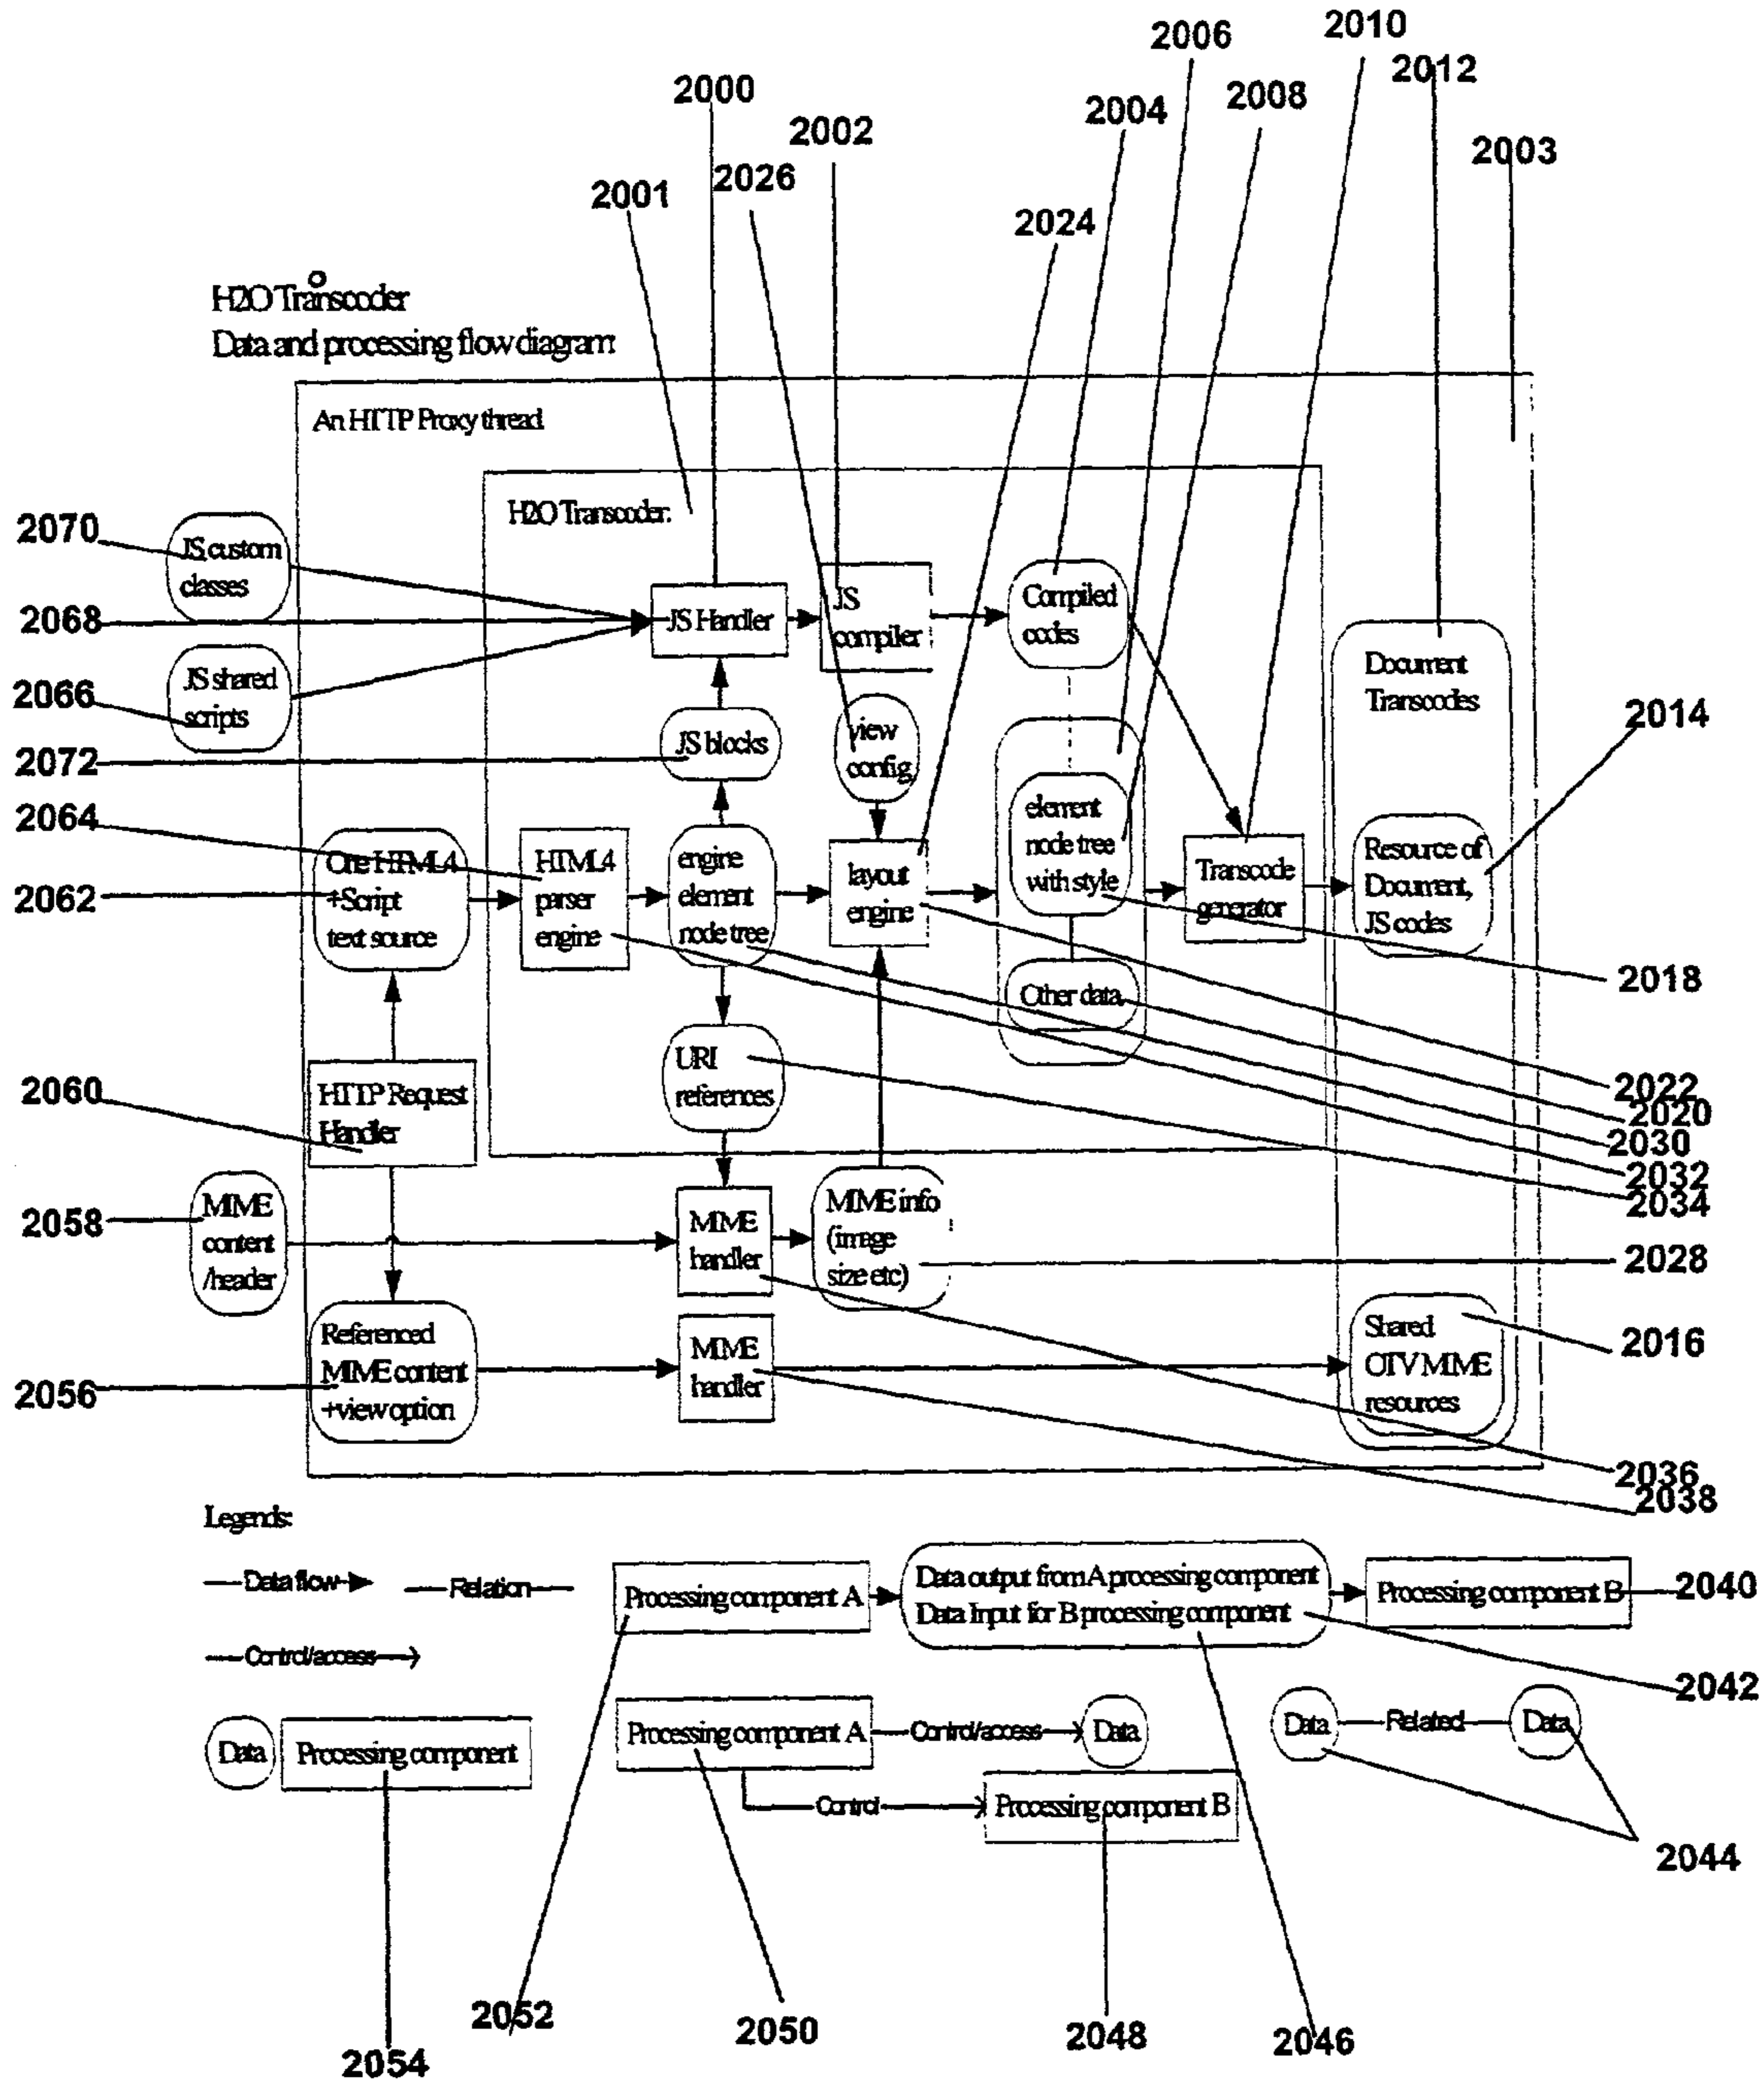 2010
2006
2012
2000
2004
2008
2002
2003
2026
2001
2024
H2O Transcoder
Data and processing flow diagram:
An HTTP Proxy thread
H2O Transcoder:
2070
JS custom
classes
2068
JS Handler
JS
compiler
Compiled
codes
2066
JS shared
scripts
Document
Transcodes
2014
2072
JS blocks
view
config
2064
2062
One HTML4
+Script
text source
HTML4
parser
engine
engine
element
node tree
layout
engine
element
node tree
with style
Transcode
generator
Resource of
Document,
JS codes
2018
Other data
URI
references
2022
2020
2030
2032
2034
2060
HTTP Request
Handler
2058
MIME
content
/header
MIME
handler
MIME info
(image
size etc)
2028
2056
Referenced
MIME content
+view option
MIME
handler
Shared
OTV MIME
resources
2016
2036
2038
Legends:
Data flow
Relation
Processing component A
Data output from A processing component
Data Input for B processing component
Processing component B
2040
Control/access
2042
Data
Processing component
Processing component A
Control/access
Data
Data
Related
Data
Control
Processing component B
2044
2052
2050
2048
2046
2054